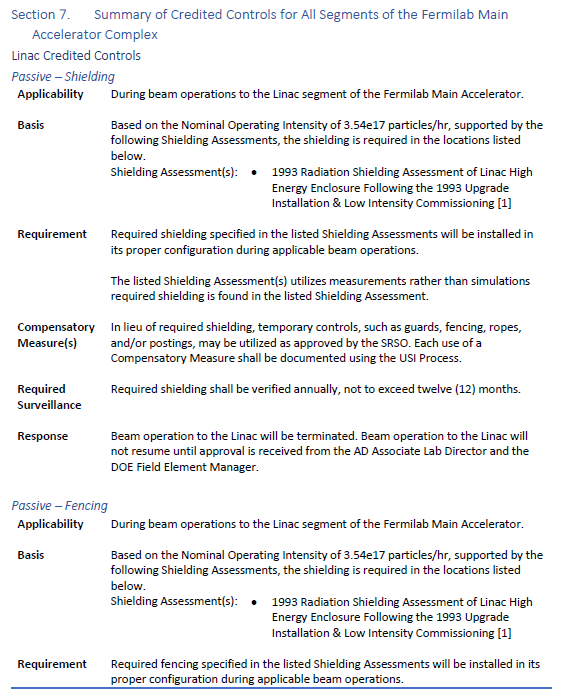 Section 7. Summary of Credited Controls for All Segments of the Fermilab Main
Accelerator Complex
Linac Credited Controls
Passive – Shielding
Applicability During beam operations to the Linac segment of the Fermilab Main Accelerator.
Basis Based on the Nominal Operating Intensity of 3.54e17 particles/hr, supported by the
following Shielding Assessments, the shielding is required in the locations listed
below.
Shielding Assessment(s): • 1993 Radiation Shielding Assessment of Linac High
Energy Enclosure Following the 1993 Upgrade
Installation & Low Intensity Commissioning [1]
Requirement Required shielding specified in the listed Shielding Assessments will be installed in
its proper configuration during applicable beam operations.
The listed Shielding Assessment(s) utilizes measurements rather than simulations
required shielding is found in the listed Shielding Assessment.
Compensatory In lieu of required shielding, temporary controls, such as guards, fencing, ropes,
Measure(s) and/or postings, may be utilized as approved by the SRSO. Each use of a
Compensatory Measure shall be documented using the USI Process.
Required Required shielding shall be verified annually, not to exceed twelve (12) months.
Surveillance
Response Beam operation to the Linac will be terminated. Beam operation to the Linac will
not resume until approval is received from the AD Associate Lab Director and the
DOE Field Element Manager.
Passive – Fencing
Applicability During beam operations to the Linac segment of the Fermilab Main Accelerator.
Basis Based on the Nominal Operating Intensity of 3.54e17 particles/hr, supported by the
following Shielding Assessments, the shielding is required in the locations listed
below.
Shielding Assessment(s): • 1993 Radiation Shielding Assessment of Linac High
Energy Enclosure Following the 1993 Upgrade
Installation & Low Intensity Commissioning [1]
Requirement Required fencing specified in the listed Shielding Assessments will be installed in its
proper configuration during applicable beam operations.